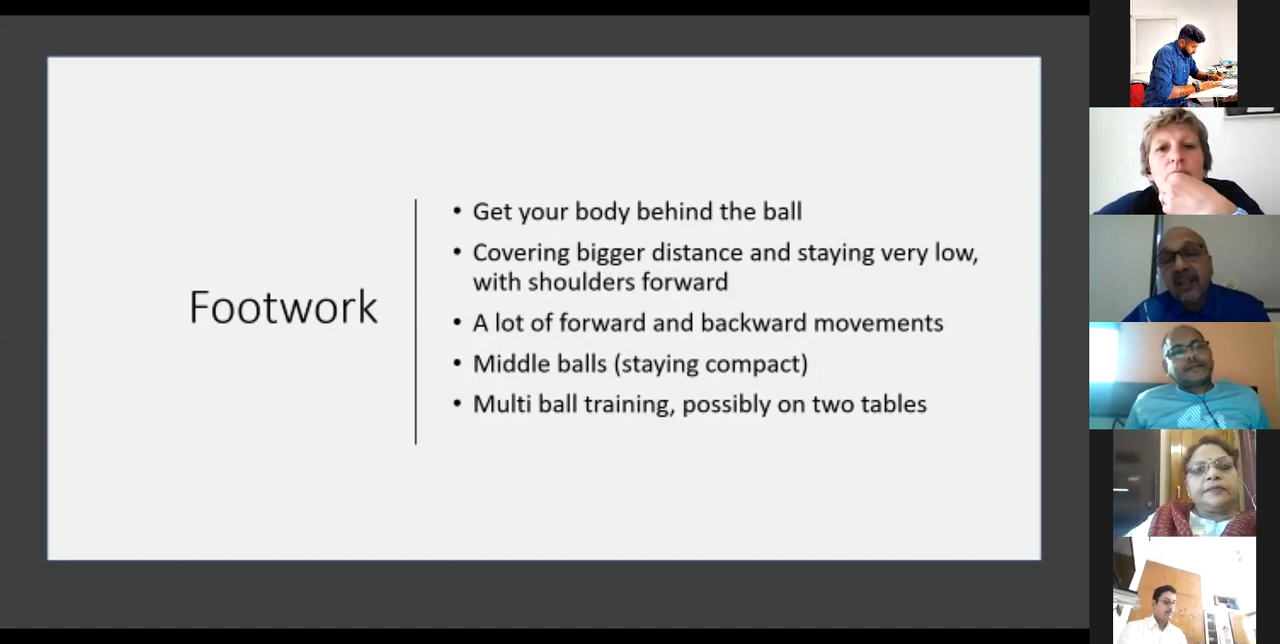 Footwork
• Get your body behind the ball
• Covering bigger distance and staying very low,
with shoulders forward
• A lot of forward and backward movements
• Middle balls (staying compact)
• Multi ball training, possibly on two tables